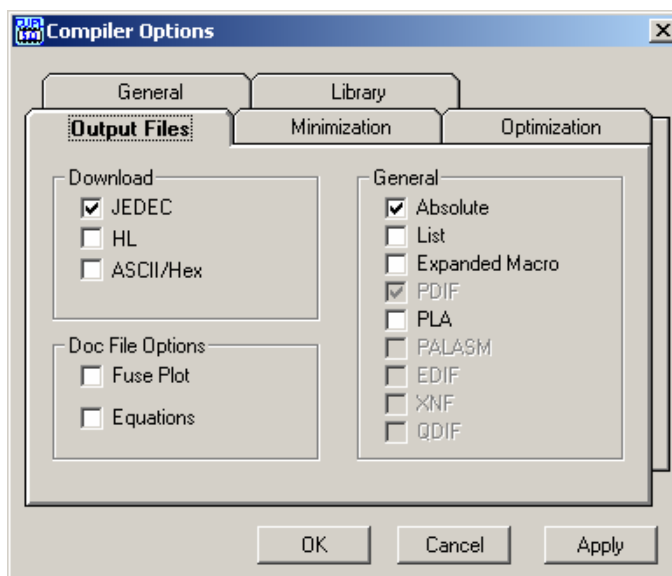 Compiler Options
General
Library
Output Files
Minimization
Optimization
Download
JEDEC
HL
ASCII/Hex
Doc File Options
Fuse Plot
Equations
General
Absolute
List
Expanded Macro
PDIF
PLA
PALASM
EDIF
XNF
QDIF
OK
Cancel
Apply